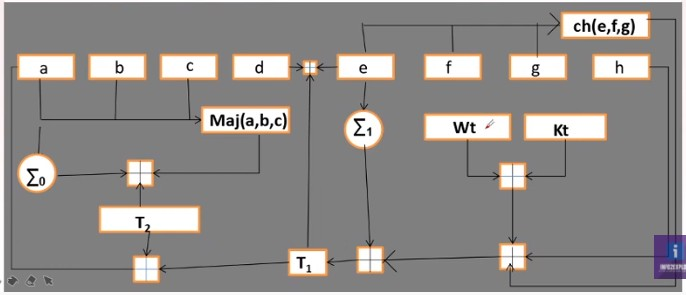 ch(e,f,g)
a
b
c
d
e
f
g
h
Maj(a,b,c)
∑1
Wt
Kt
∑0
T2
T1
i